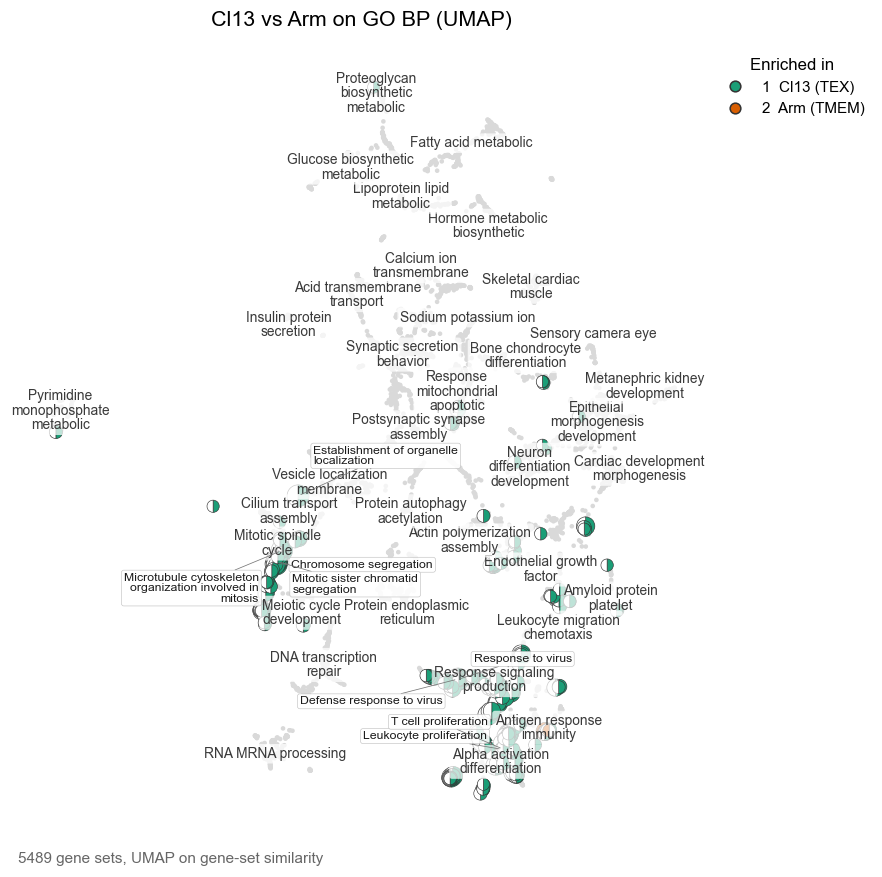 Cl13 vs Arm on GO BP (UMAP)
Enriched in
1 Cl13 (TEX)
2 Arm (TMEM)
Proteoglycan
biosynthetic
metabolic
Fatty acid metabolic
Glucose biosynthetic
metabolic
Lipoprotein lipid
metabolic
Hormone metabolic
biosynthetic
Calcium ion
transmembrane
Acid transmembrane
transport
Skeletal cardiac
muscle
Insulin protein
secretion
Sodium potassium ion
Sensory camera eye
Synaptic secretion
behavior
Bone chondrocyte
differentiation
Response
mitochondrial
apoptotic
Metanephric kidney
development
Pyrimidine
monophosphate
metabolic
Epithelial
morphogenesis
development
Postsynaptic synapse
assembly
Establishment of organelle
localization
Neuron
differentiation
development
Cardiac development
morphogenesis
Vesicle localization
membrane
Cilium transport
assembly
Protein autophagy
acetylation
Mitotic spindle
cycle
Actin polymerization
assembly
Endothelial growth
factor
Chromosome segregation
Microtubule cytoskeleton
organization involved in
mitosis
Mitotic sister chromatid
segregation
Amyloid protein
platelet
Meiotic cycle
development
Protein endoplasmic
reticulum
Leukocyte migration
chemotaxis
DNA transcription
repair
Response to virus
Response signaling
production
Defense response to virus
T cell proliferation
Antigen response
immunity
Leukocyte proliferation
RNA MRNA processing
Alpha activation
differentiation
5489 gene sets, UMAP on gene-set similarity